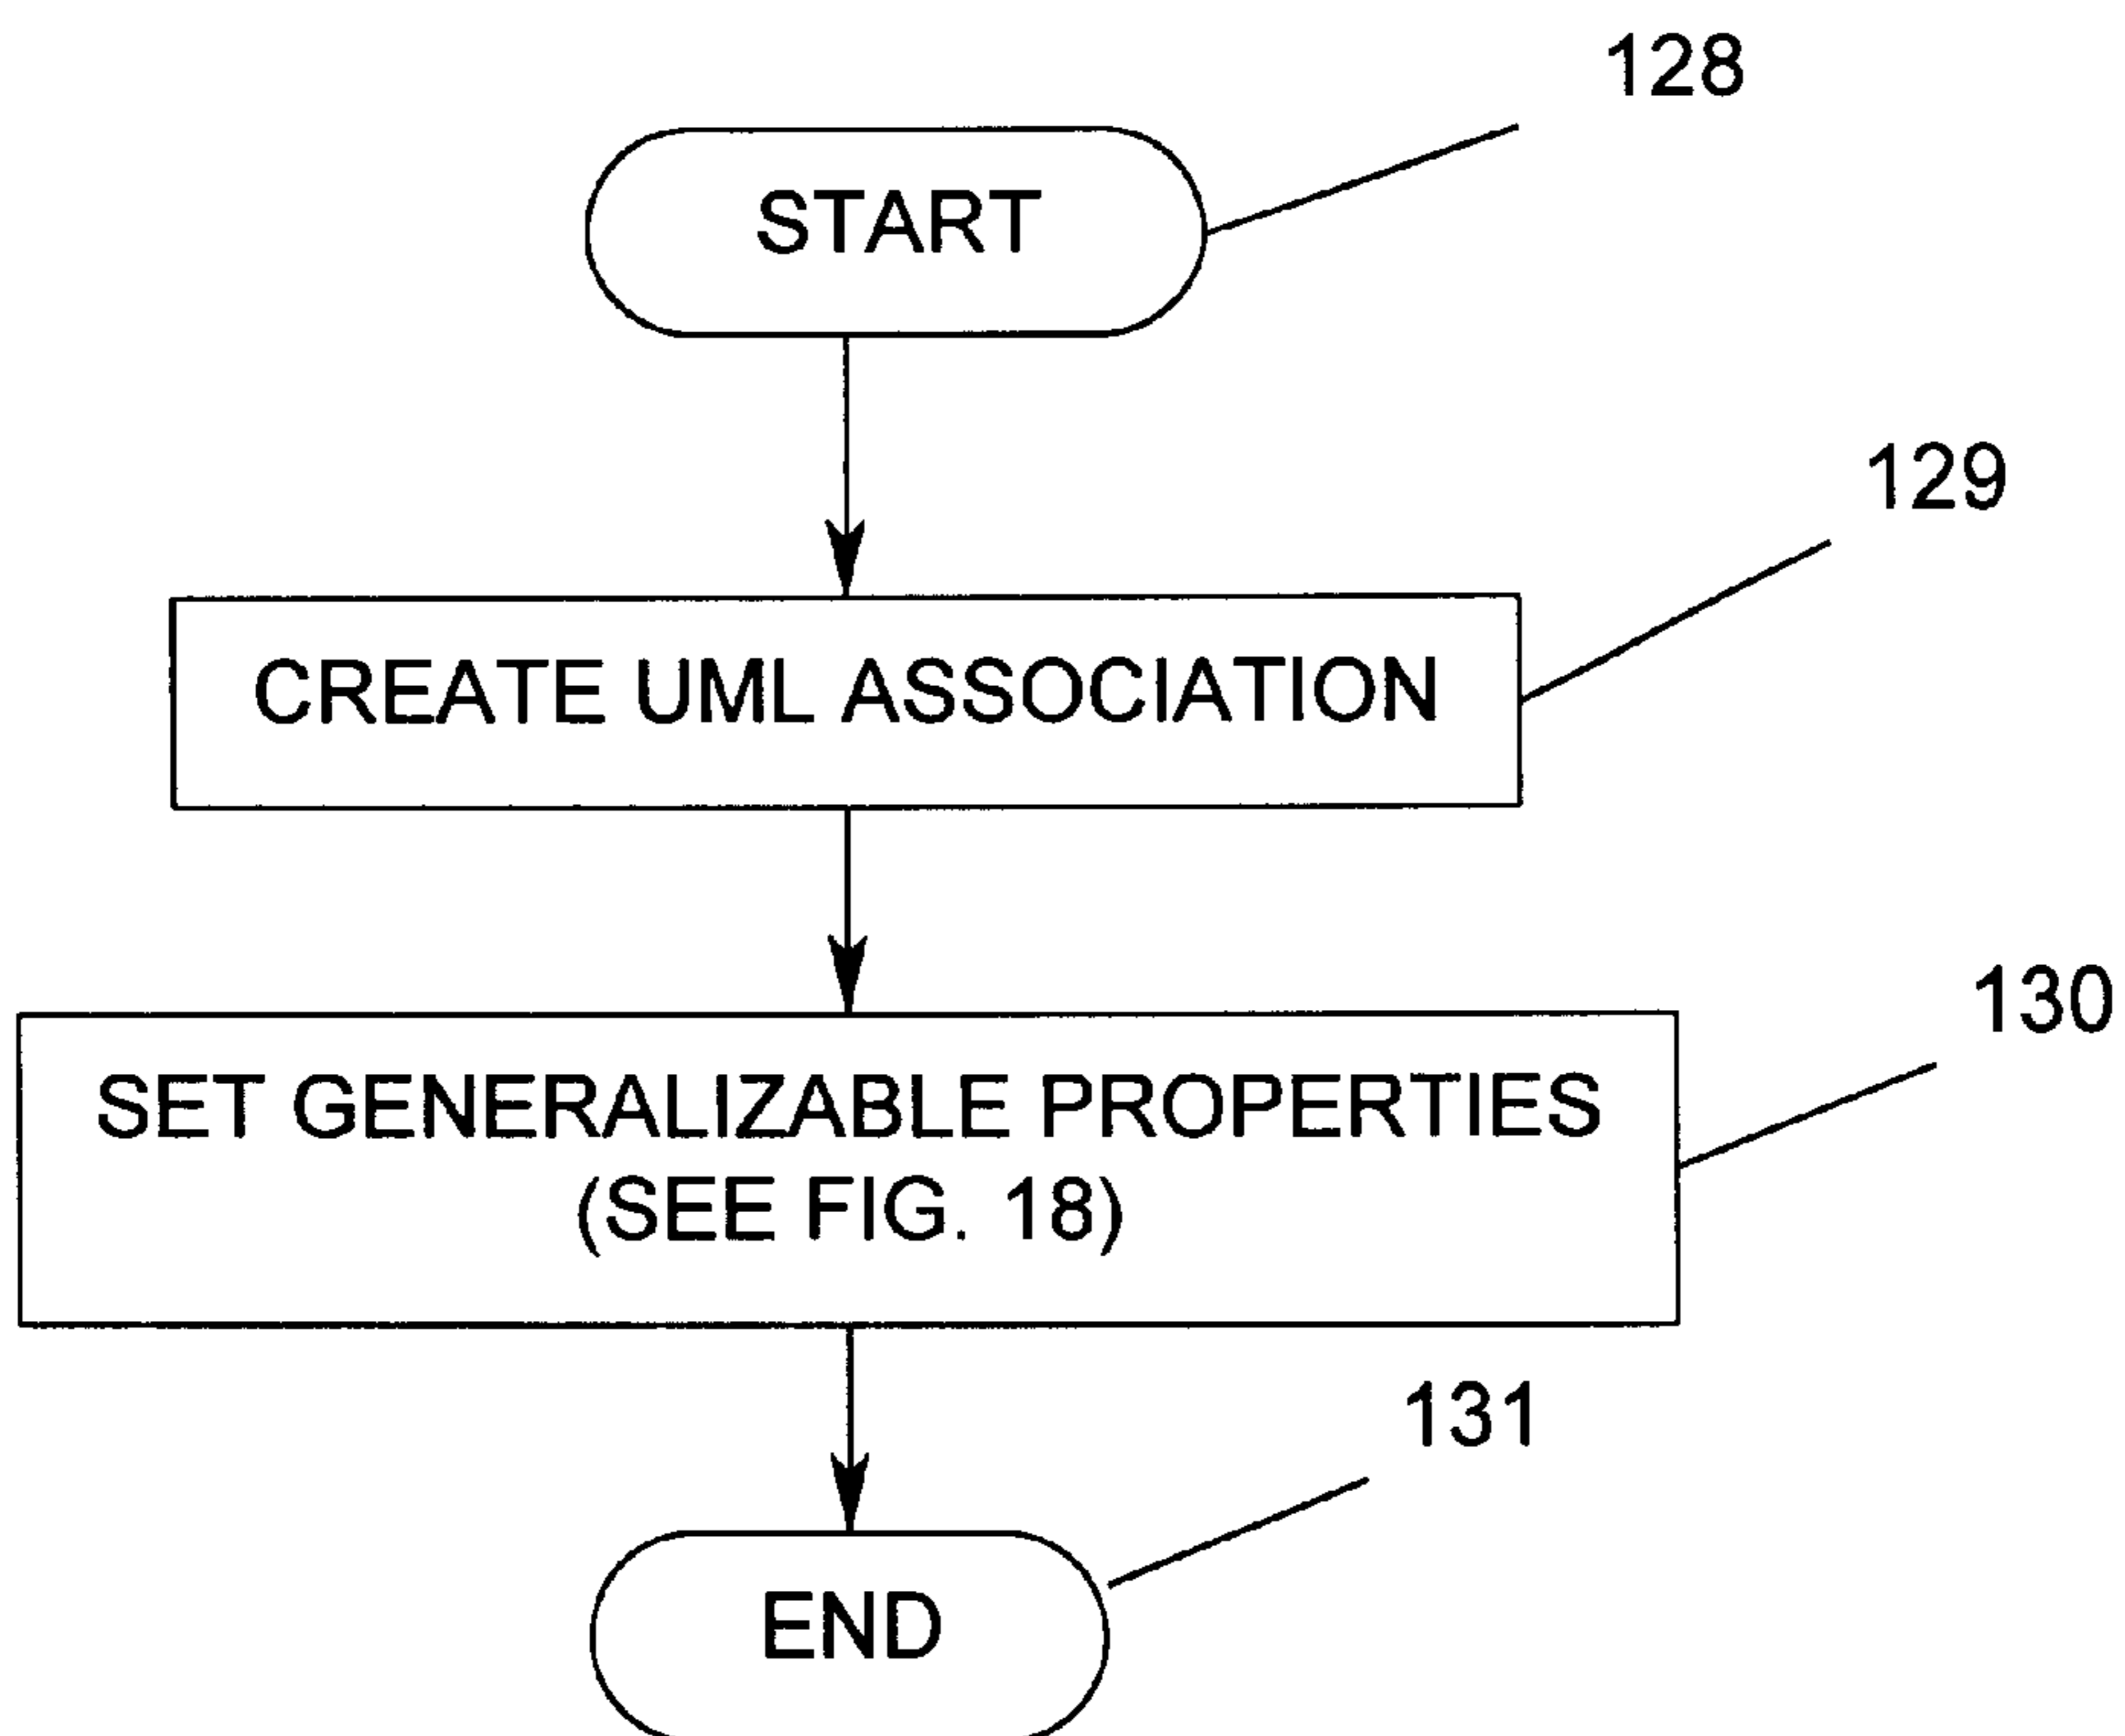 128
START
129
CREATE UML ASSOCIATION
130
SET GENERALIZABLE PROPERTIES
(SEE FIG. 18)
131
END